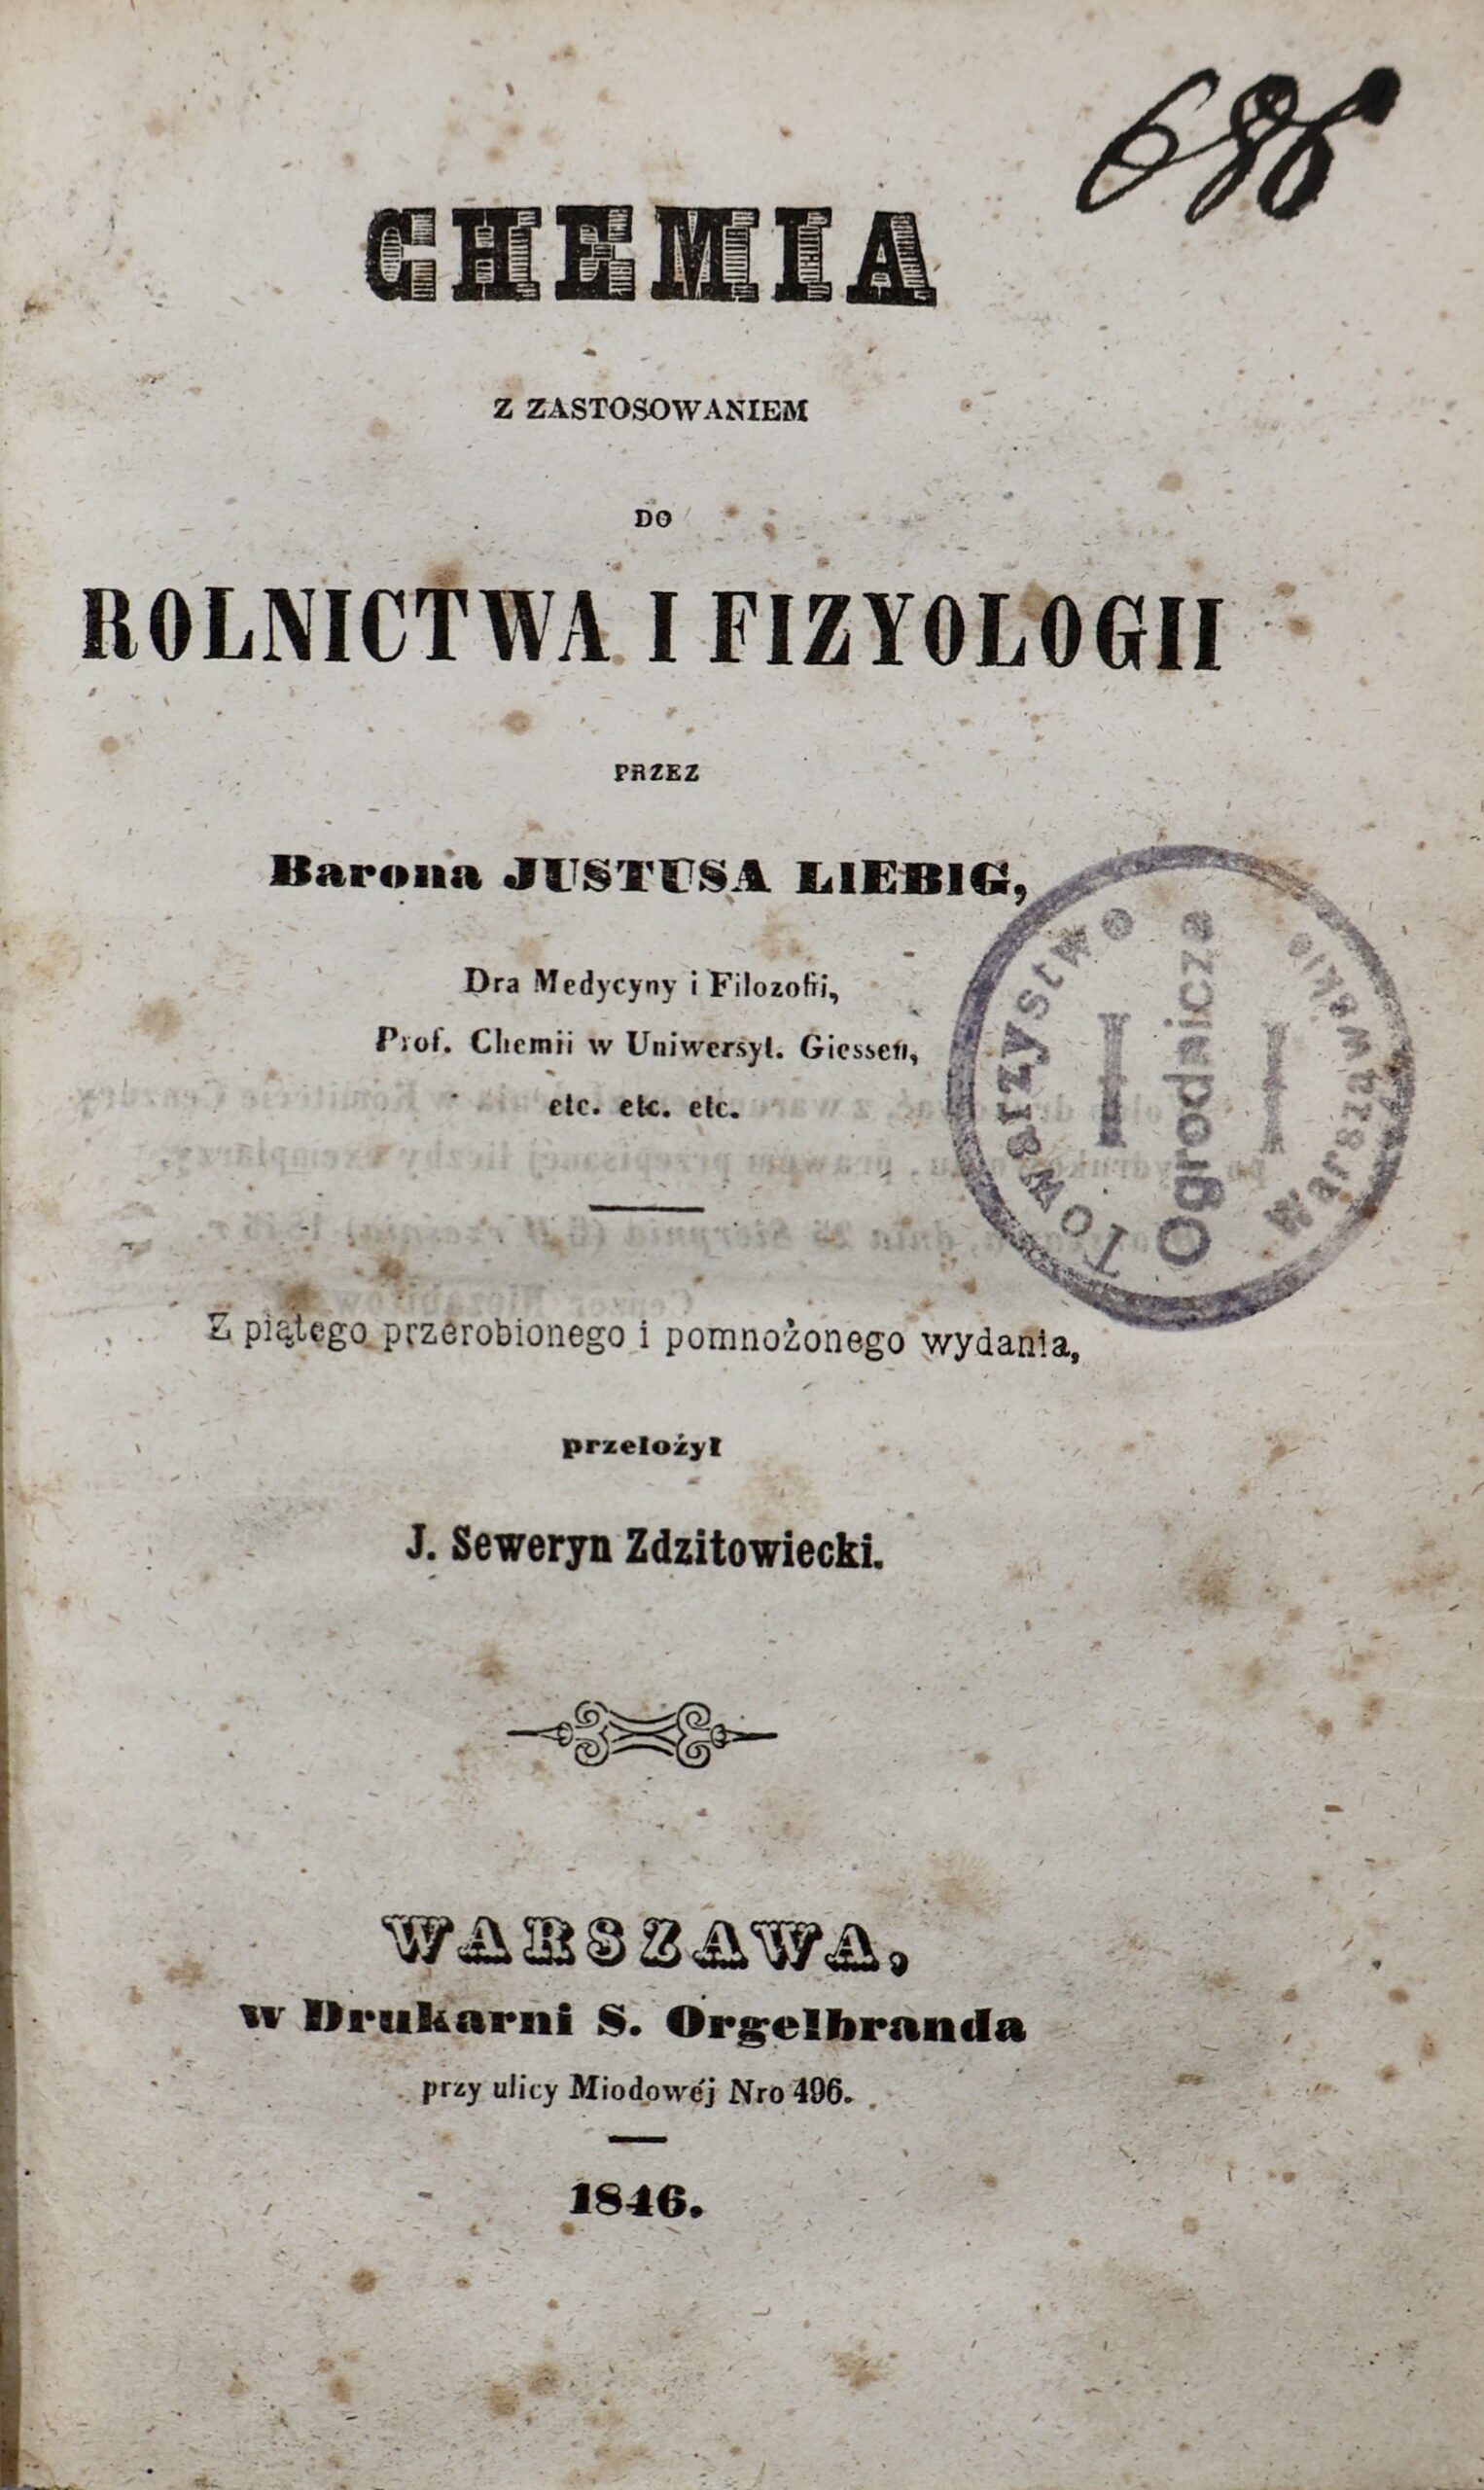 686
CHEMIA
Z ZASTOSOWANIEM
DO
ROLNICTWA I FIZYOLOGII
PRZEZ
Barona JUSTUSA LIEBIG,
Dra Medycyny i Filozofii,
Prof. Chemii w Uniwersyt. Giessen,
etc. etc. etc.
Towarzystwo
Ogrodnicze
Warszawskie
Z piątego przerobionego i pomnożonego wydania,
przełożył
J. Seweryn Zdzitowiecki.
WARSZAWA,
w Drukarni S. Orgelbranda
przy ulicy Miodowéj Nro 496.
1846.